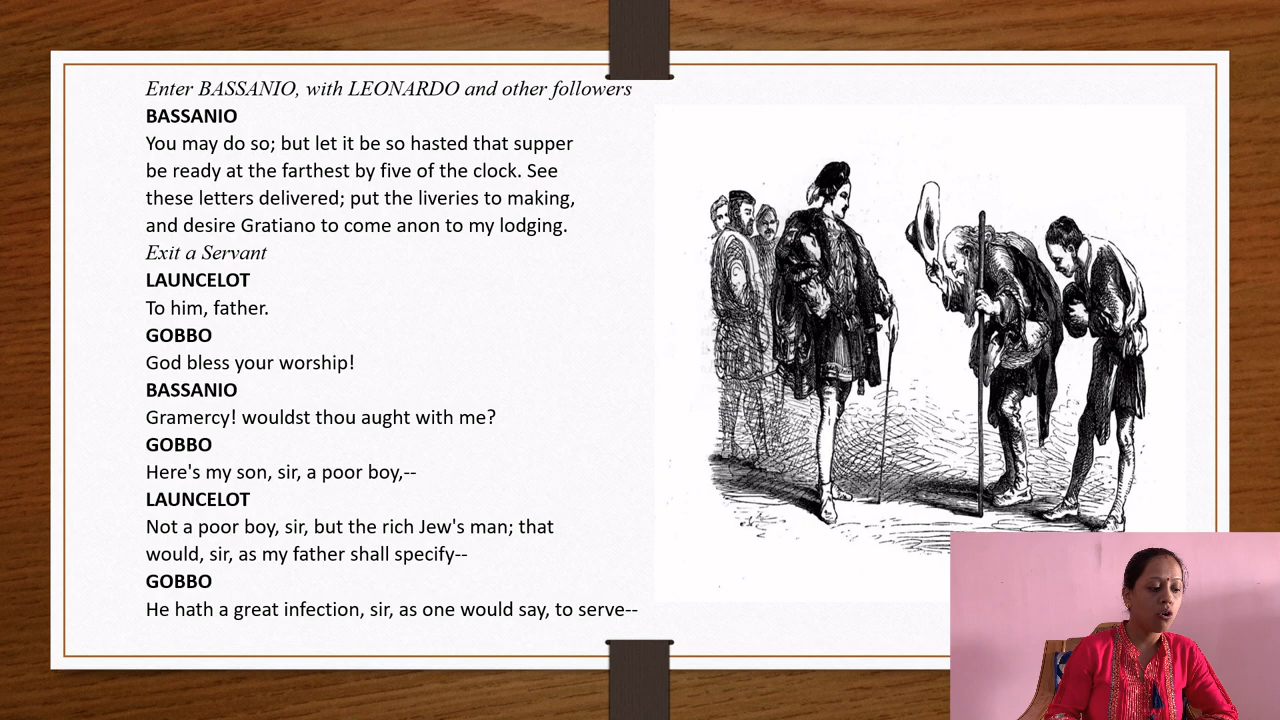 Enter BASSANIO, with LEONARDO and other followers
BASSANIO
You may do so; but let it be so hasted that supper
be ready at the farthest by five of the clock. See
these letters delivered; put the liveries to making,
and desire Gratiano to come anon to my lodging.
Exit a Servant
LAUNCELOT
To him, father.
GOBBO
God bless your worship!
BASSANIO
Gramercy! wouldst thou aught with me?
GOBBO
Here's my son, sir, a poor boy,--
LAUNCELOT
Not a poor boy, sir, but the rich Jew's man; that
would, sir, as my father shall specify--
GOBBO
He hath a great infection, sir, as one would say, to serve--